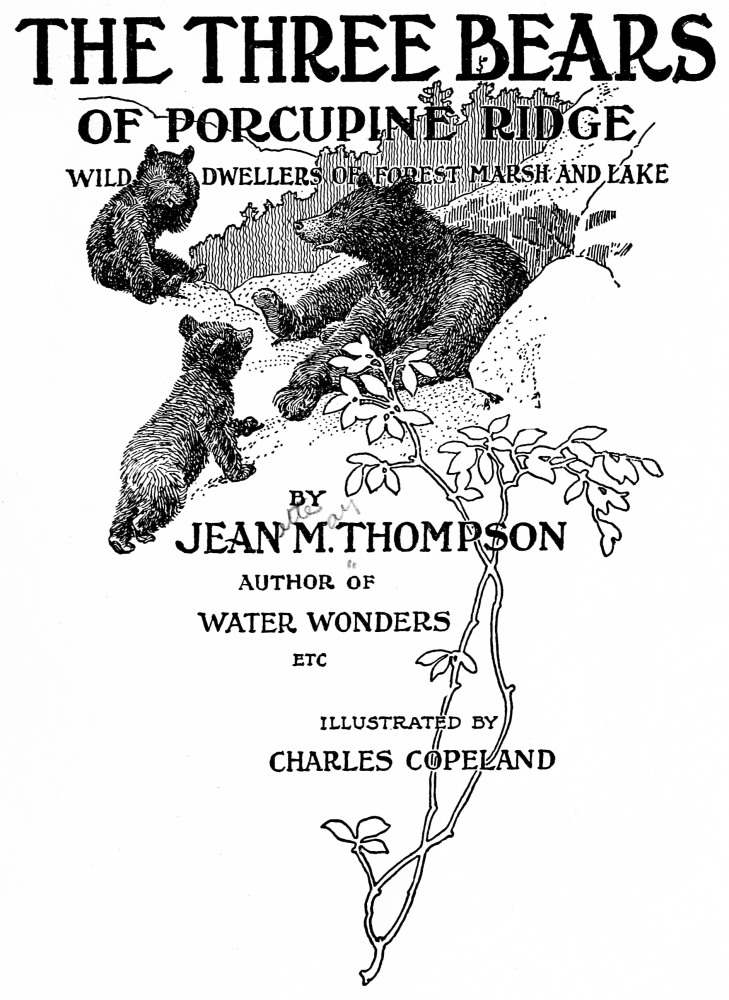 THE THREE BEARS
OF PORCUPINE RIDGE
WILD DWELLERS OF FOREST MARSH AND LAKE
BY
JEAN M. THOMPSON
AUTHOR OF
WATER WONDERS
ETC
ILLUSTRATED BY
CHARLES COPELAND